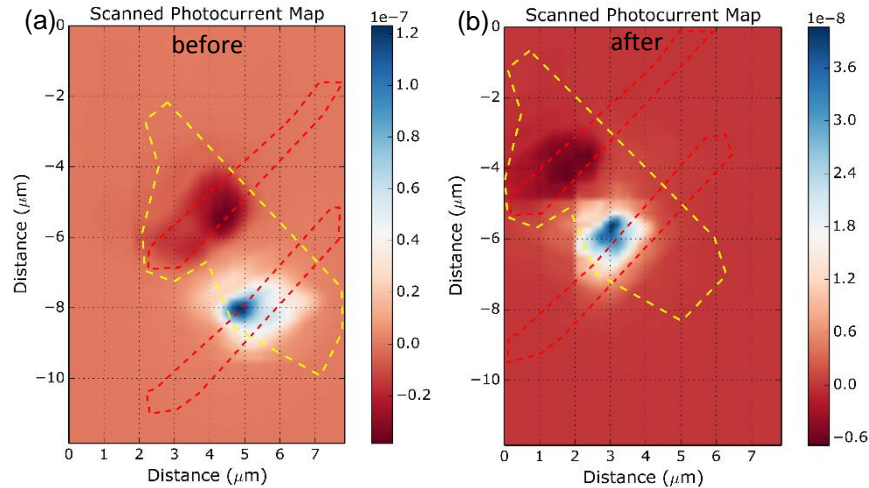 (a) Scanned Photocurrent Map
before
1e-7
0
−2
−4
−6
−8
−10
Distance (μm)
0 1 2 3 4 5 6 7
Distance (μm)
1.2
1.0
0.8
0.6
0.4
0.2
0.0
−0.2
(b) Scanned Photocurrent Map
after
1e-8
0
−2
−4
−6
−8
−10
Distance (μm)
0 1 2 3 4 5 6 7
Distance (μm)
3.6
3.0
2.4
1.8
1.2
0.6
0.0
−0.6